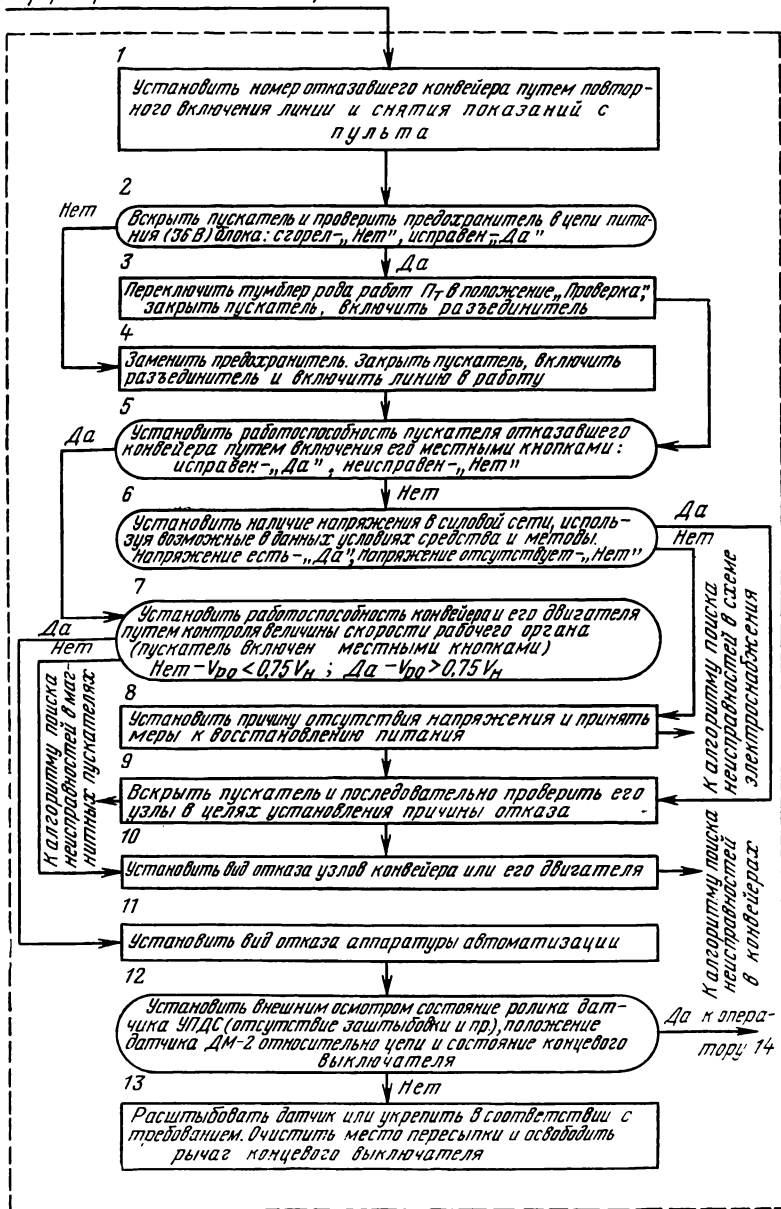 1
Установить номер отказавшего конвейера путем повтор-
ного включения линии и снятия показаний с
пульта
2
Нет
Вскрыть пускатель и проверить предохранитель в цепи пита-
ния (36 В) блока: сгорел-„Нет", исправен-„Да"
Да
3
Переключить тумблер рода работ Пт в положение „Проверка",
закрыть пускатель, включить разъединитель
4
Заменить предохранитель. Закрыть пускатель, включить
разъединитель и включить линию в работу
5
Да
Установить работоспособность пускателя отказавшего
конвейера путем включения его местными кнопками:
исправен-„Да", неисправен-„Нет"
Нет
6
Установить наличие напряжения в силовой сети, исполь-
зуя возможные в данных условиях средства и методы.
Напряжение есть-„Да", Напряжение отсутствует-„Нет"
Да
Нет
7
Установить работоспособность конвейера и его двигателя
путем контроля величины скорости рабочего органа
(пускатель включен местными кнопками)
Нет – Vро < 0,75 Vн ; Да – Vро > 0,75 Vн
Да
Нет
8
Установить причину отсутствия напряжения и принять
меры к восстановлению питания
К алгоритму поиска
неисправностей в схеме
электроснабжения
9
Вскрыть пускатель и последовательно проверить его
узлы в целях установления причины отказа
К алгоритму поиска
неисправностей в маг-
нитных пускателях
10
Установить вид отказа узлов конвейера или его двигателя
К алгоритму поиска
неисправностей
в конвейерах
11
Установить вид отказа аппаратуры автоматизации
12
Установить внешним осмотром состояние ролика дат-
чика УПДС (отсутствие заштыбовки и пр.), положение
датчика ДМ-2 относительно цепи и состояние концевого
выключателя
Да к опера-
тору 14
Нет
13
Расштыбовать датчик или укрепить в соответствии с
требованием. Очистить место пересыпки и освободить
рычаг концевого выключателя